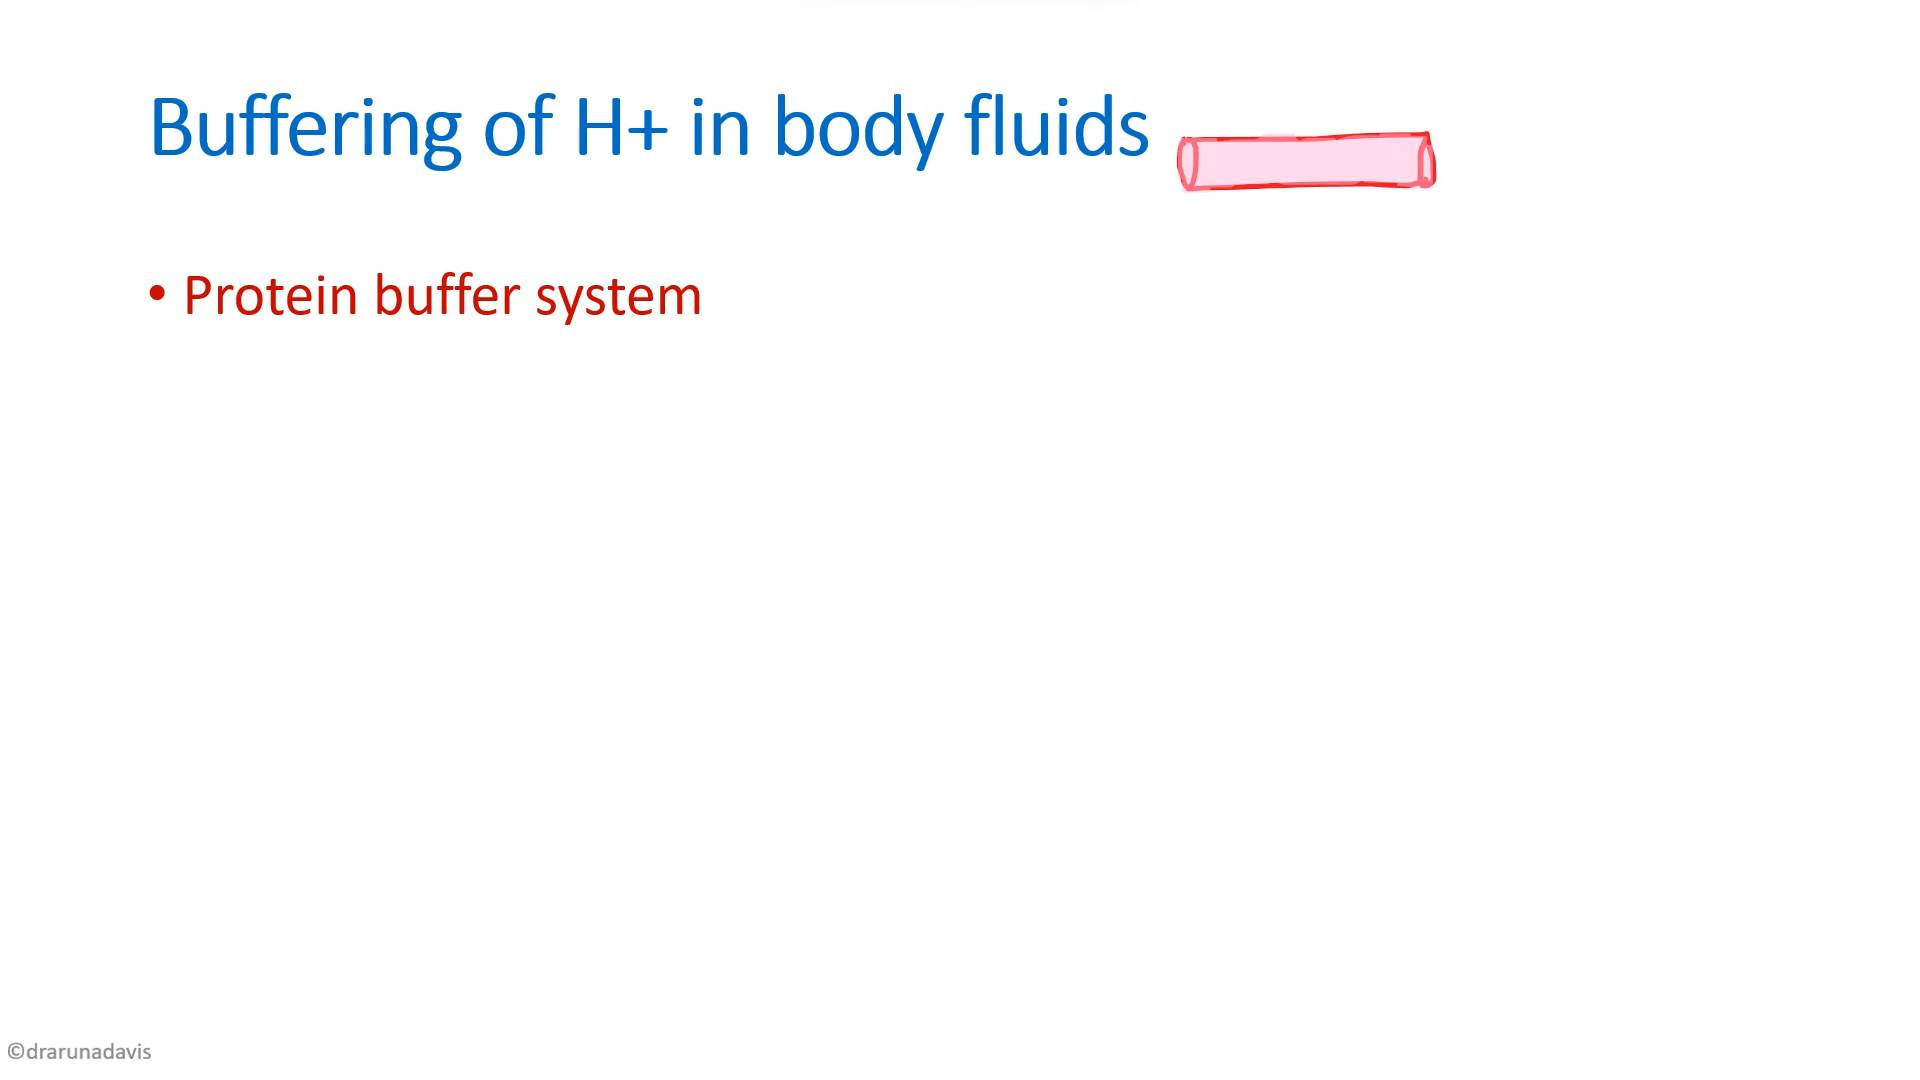 Buffering of H+ in body fluids
• Protein buffer system
©drarunadavis